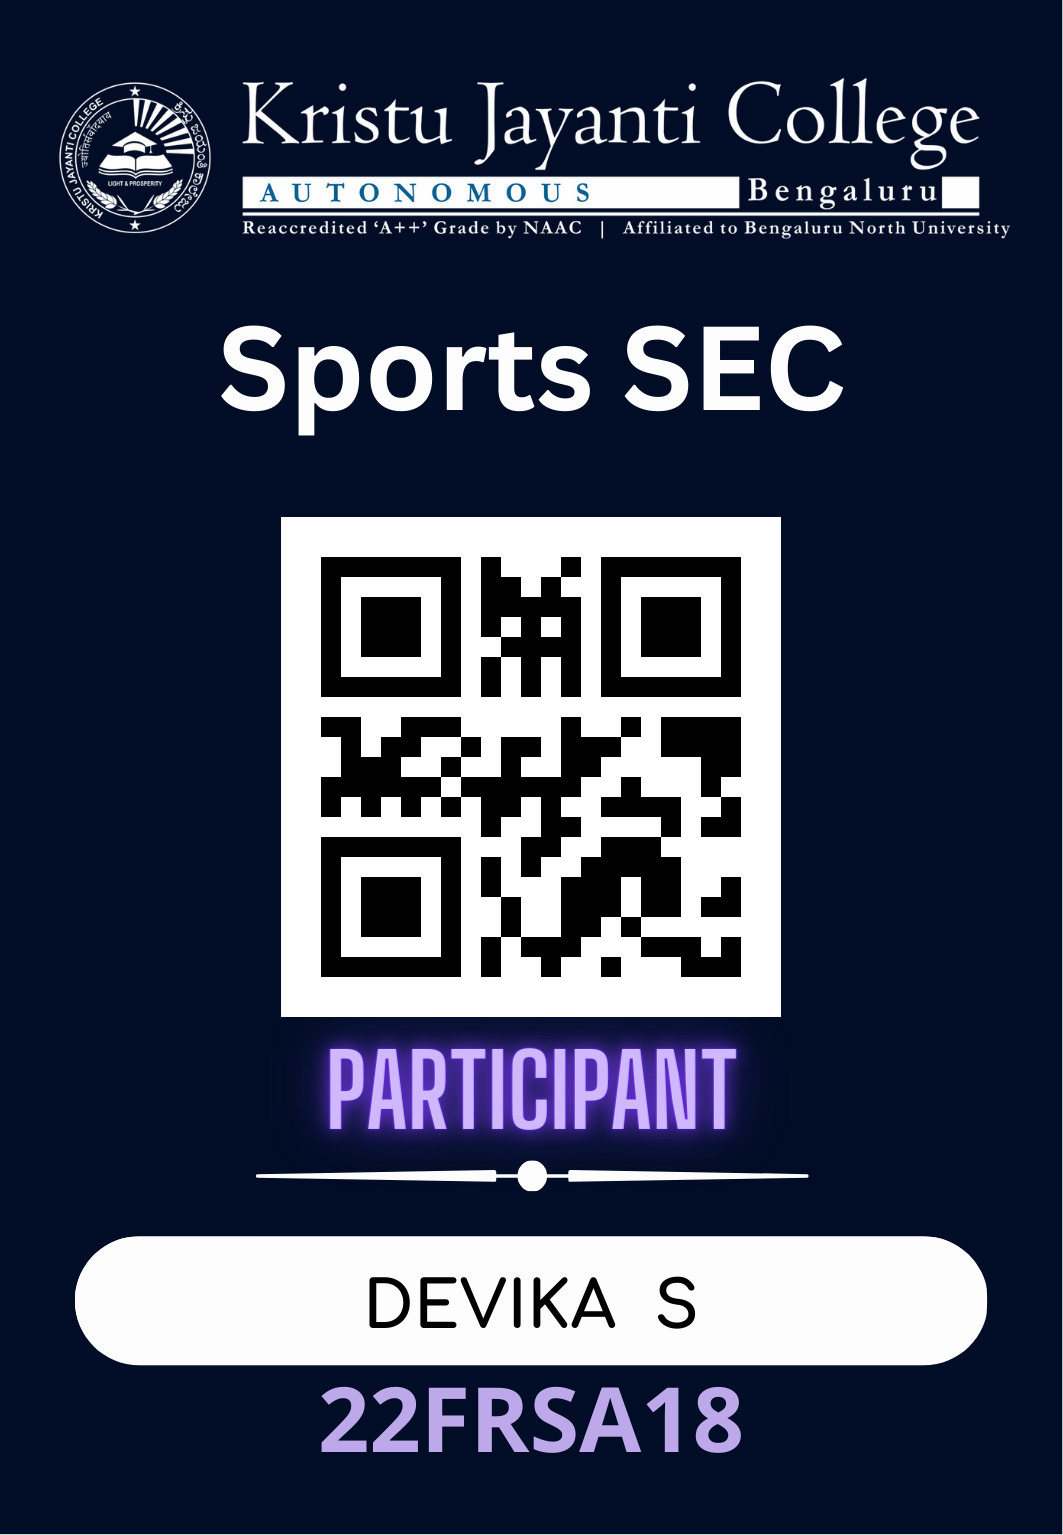 KRISTU JAYANTI COLLEGE
LIGHT & PROSPERITY
Kristu Jayanti College
AUTONOMOUS Bengaluru
Reaccredited ‘A++’ Grade by NAAC | Affiliated to Bengaluru North University
Sports SEC
PARTICIPANT
DEVIKA S
22FRSA18